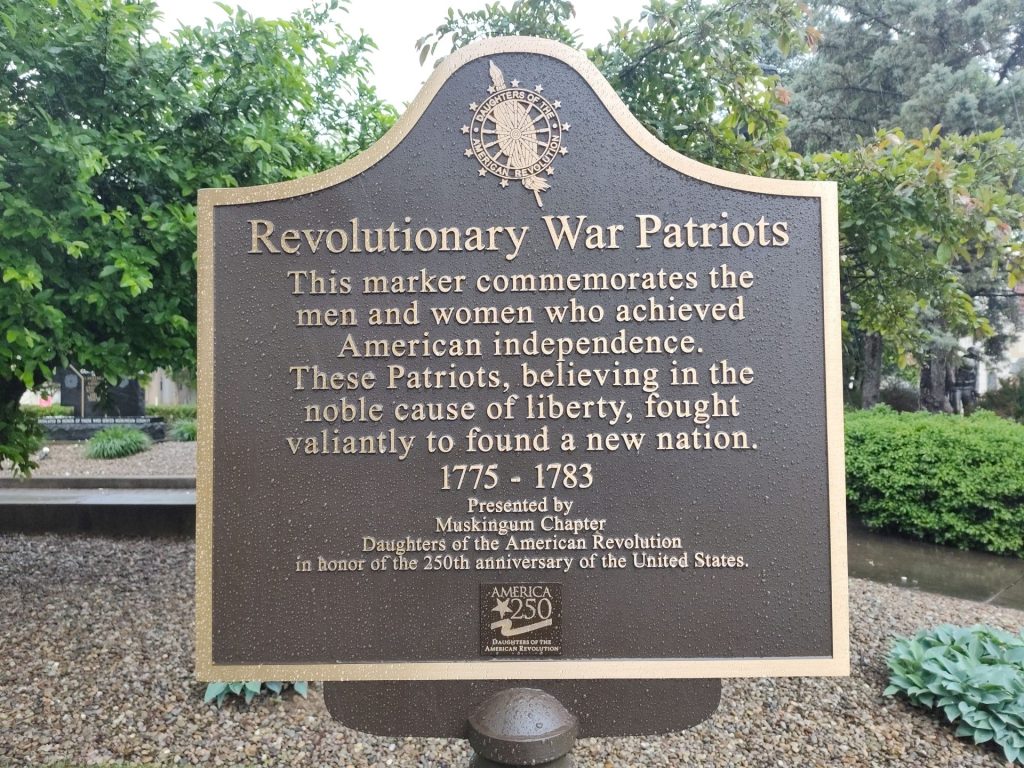 DAUGHTERS OF THE
AMERICAN REVOLUTION
Revolutionary War Patriots
This marker commemorates the
men and women who achieved
American independence.
These Patriots, believing in the
noble cause of liberty, fought
valiantly to found a new nation.
1775 - 1783
Presented by
Muskingum Chapter
Daughters of the American Revolution
in honor of the 250th anniversary of the United States.
AMERICA
250
DAUGHTERS OF THE
AMERICAN REVOLUTION